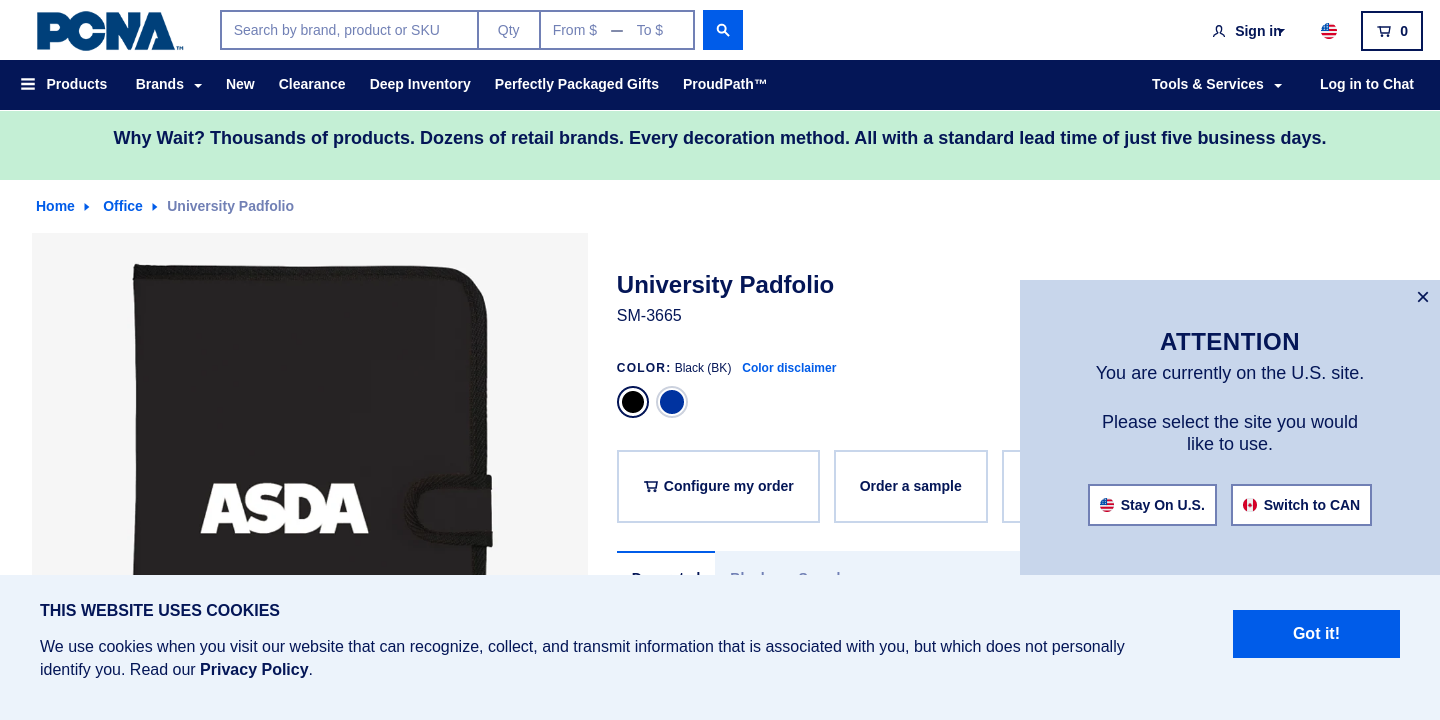 PCNA™
Search by brand, product or SKU
Qty
From $ — To $
Sign in
0
Products
Brands
New
Clearance
Deep Inventory
Perfectly Packaged Gifts
ProudPath™
Tools & Services
Log in to Chat
Why Wait? Thousands of products. Dozens of retail brands. Every decoration method. All with a standard lead time of just five business days.
Home
Office
University Padfolio
ASDA
University Padfolio
SM-3665
COLOR: Black (BK) Color disclaimer
Configure my order
Order a sample
×
ATTENTION
You are currently on the U.S. site.
Please select the site you would
like to use.
Stay On U.S.
Switch to CAN
THIS WEBSITE USES COOKIES
We use cookies when you visit our website that can recognize, collect, and transmit information that is associated with you, but which does not personally
identify you. Read our Privacy Policy.
Got it!